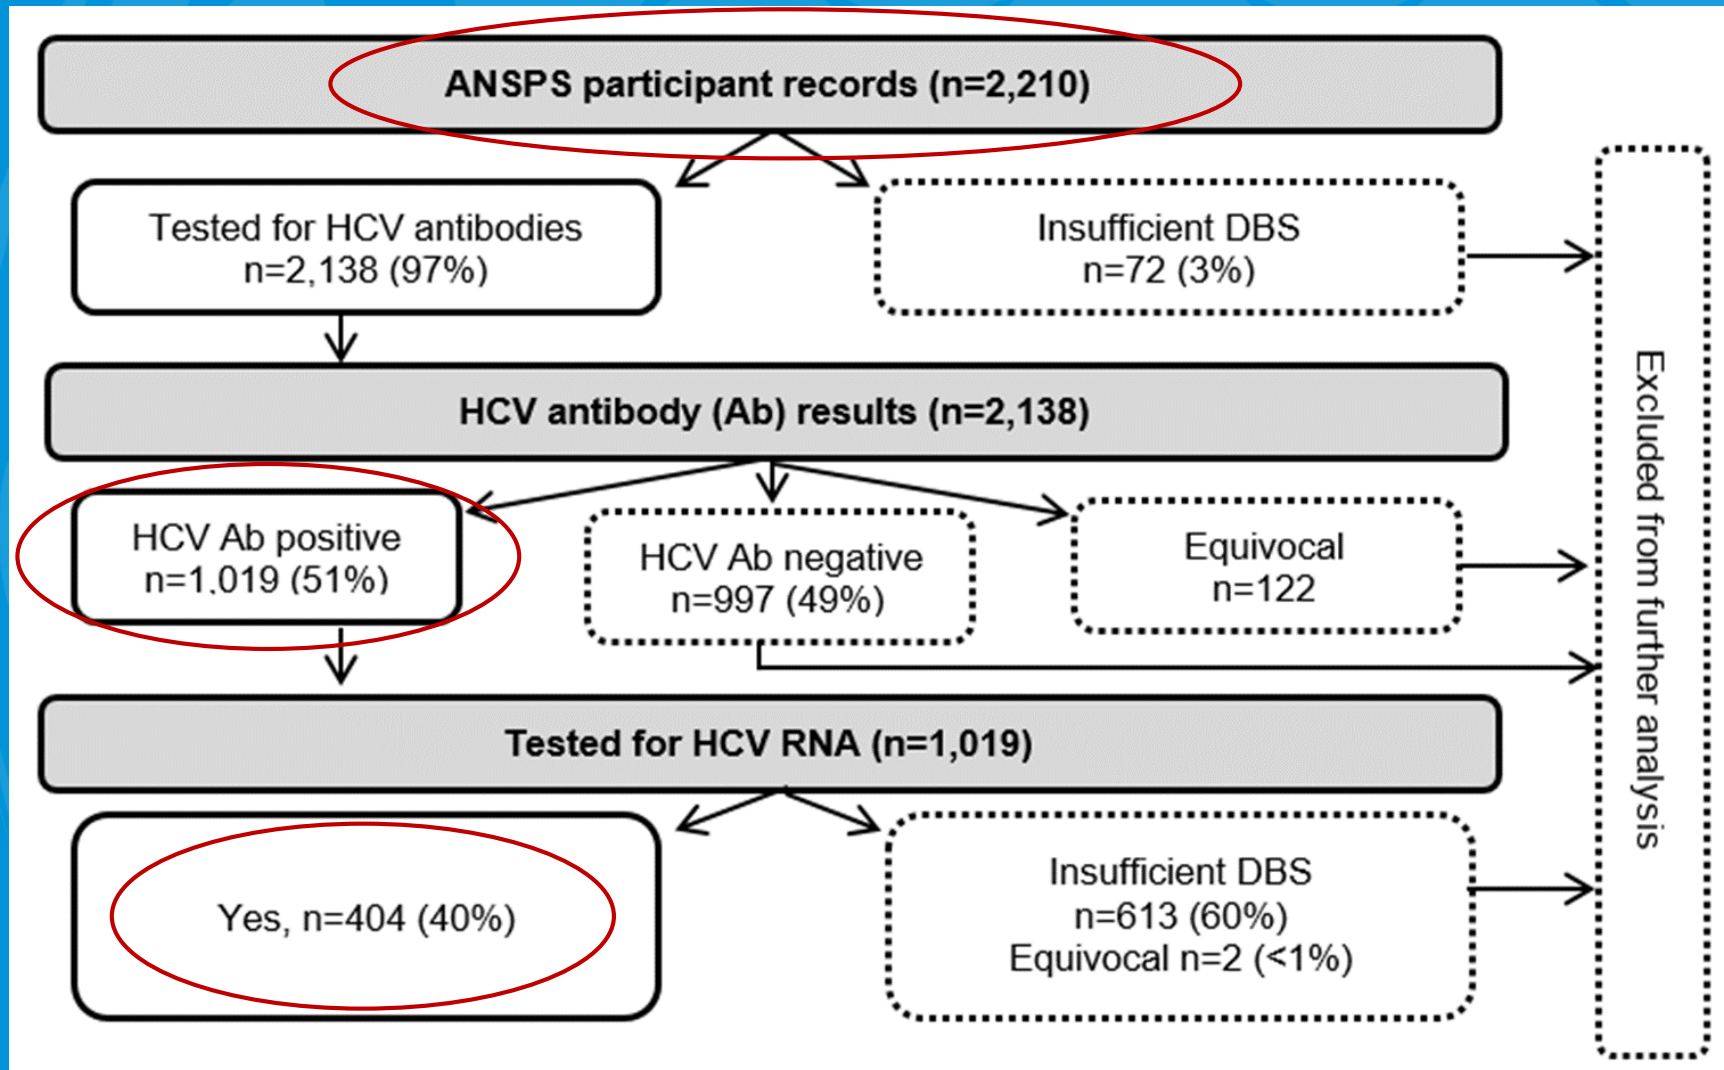 ANSPS participant records (n=2,210)
Tested for HCV antibodies
n=2,138 (97%)
Insufficient DBS
n=72 (3%)
HCV antibody (Ab) results (n=2,138)
HCV Ab positive
n=1,019 (51%)
HCV Ab negative
n=997 (49%)
Equivocal
n=122
Tested for HCV RNA (n=1,019)
Yes, n=404 (40%)
Insufficient DBS
n=613 (60%)
Equivocal n=2 (<1%)
Excluded from further analysis